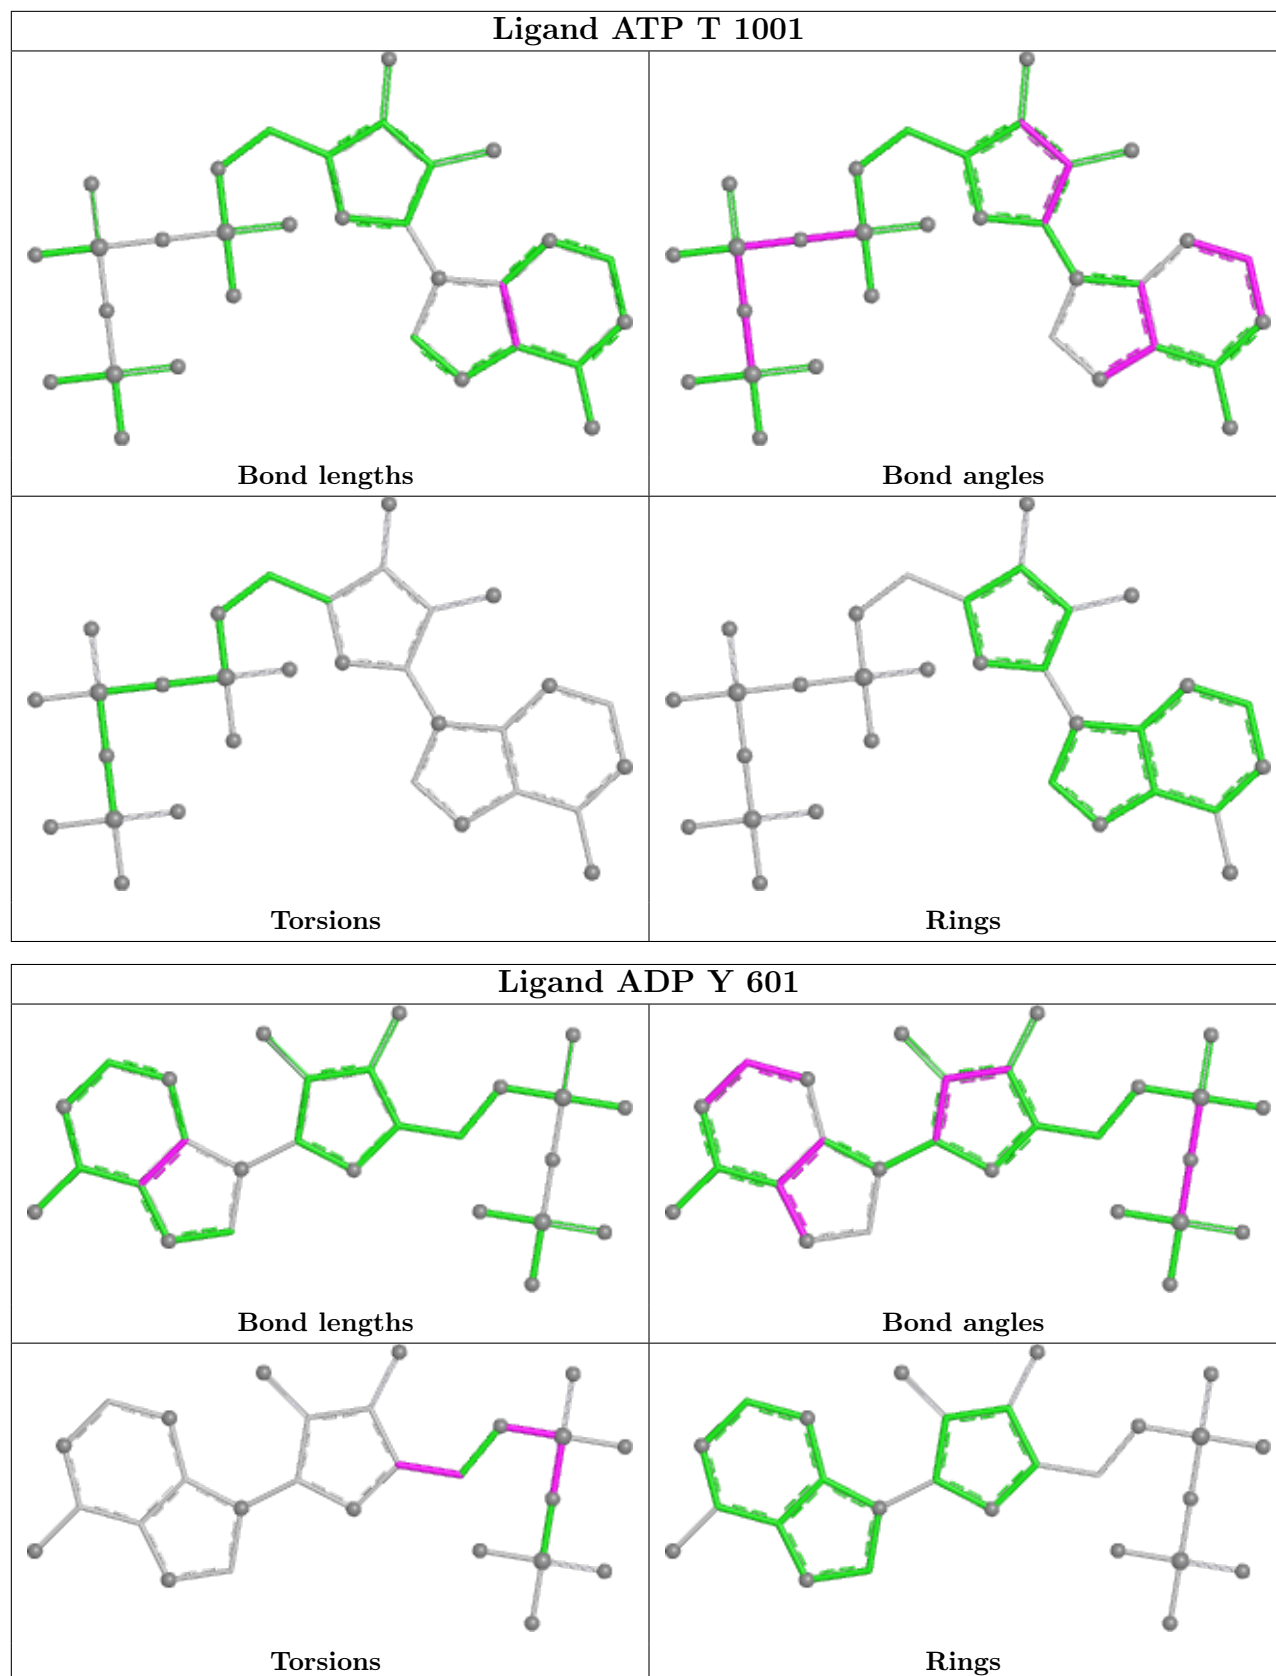 Ligand ATP T 1001
Bond lengths
Bond angles
Torsions
Rings
Ligand ADP Y 601
Bond lengths
Bond angles
Torsions
Rings